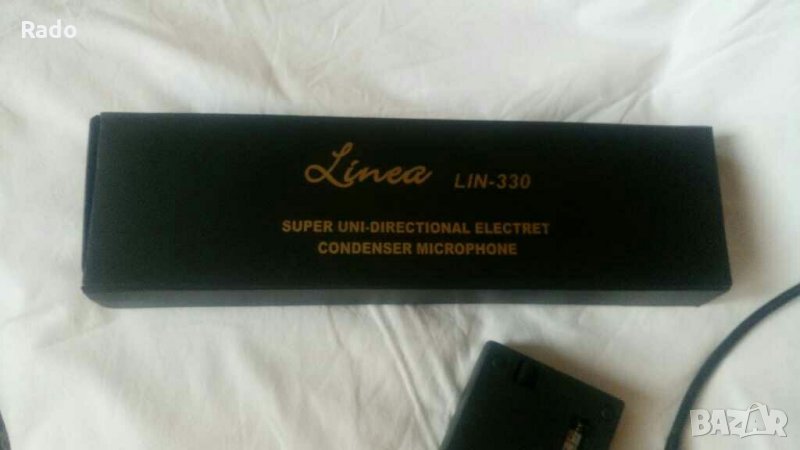 Rado
Linea LIN-330
SUPER UNI-DIRECTIONAL ELECTRET
CONDENSER MICROPHONE
BAZAR